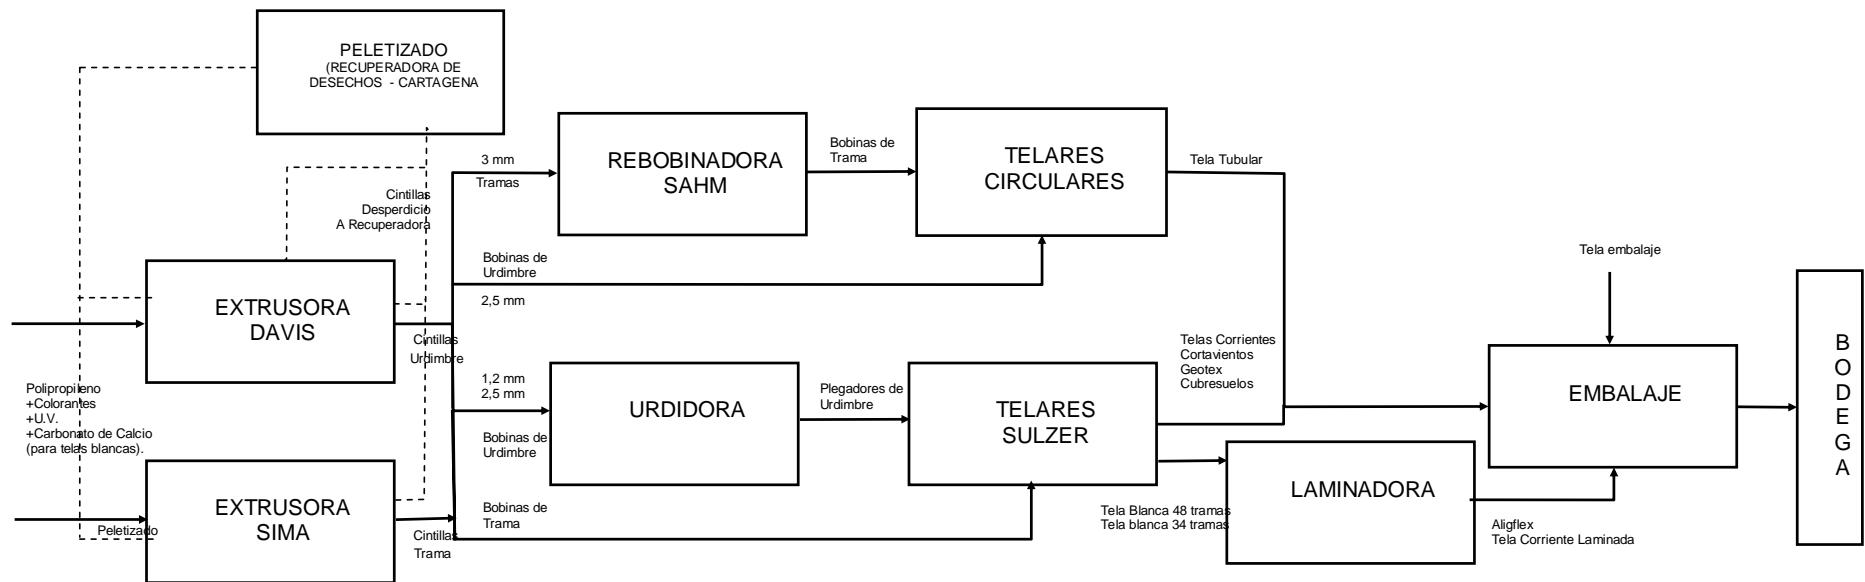 PELETIZADO
(RECUPERADORA DE
DESECHOS - CARTAGENA
3 mm
Tramas
REBOBINADORA
SAHM
Bobinas de
Trama
TELARES
CIRCULARES
Tela Tubular
Cintillas
Desperdicio
A Recuperadora
Bobinas de
Urdimbre
2,5 mm
Tela embalaje
EXTRUSORA
DAVIS
Cintillas
Urdimbre
Telas Corrientes
Cortavientos
Geotex
Cubresuelos
Polipropileno
+Colorantes
+U.V.
+Carbonato de Calcio
(para telas blancas).
1,2 mm
2,5 mm
Bobinas de
Urdimbre
URDIDORA
Plegadores de
Urdimbre
TELARES
SULZER
EMBALAJE
B
O
D
E
G
A
Peletizado
EXTRUSORA
SIMA
Cintillas
Trama
Bobinas de
Trama
Tela Blanca 48 tramas
Tela blanca 34 tramas
LAMINADORA
Aligflex
Tela Corriente Laminada